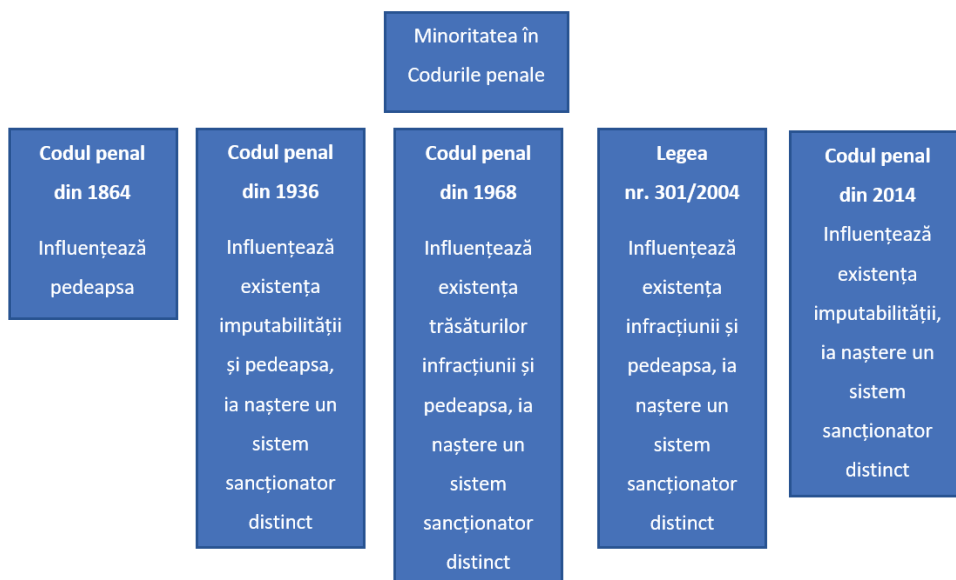 Minoritatea în
Codurile penale
Codul penal
din 1864
Influențează
pedeapsa
Codul penal
din 1936
Influențează
existența
imputabilității
și pedeapsa,
ia naștere un
sistem
sancționator
distinct
Codul penal
din 1968
Influențează
existența
trăsăturilor
infracțiunii și
pedeapsa, ia
naștere un
sistem
sancționator
distinct
Legea
nr. 301/2004
Influențează
existența
infracțiunii și
pedeapsa, ia
naștere un
sistem
sancționator
distinct
Codul penal
din 2014
Influențează
existența
imputabilității,
ia naștere un
sistem
sancționator
distinct